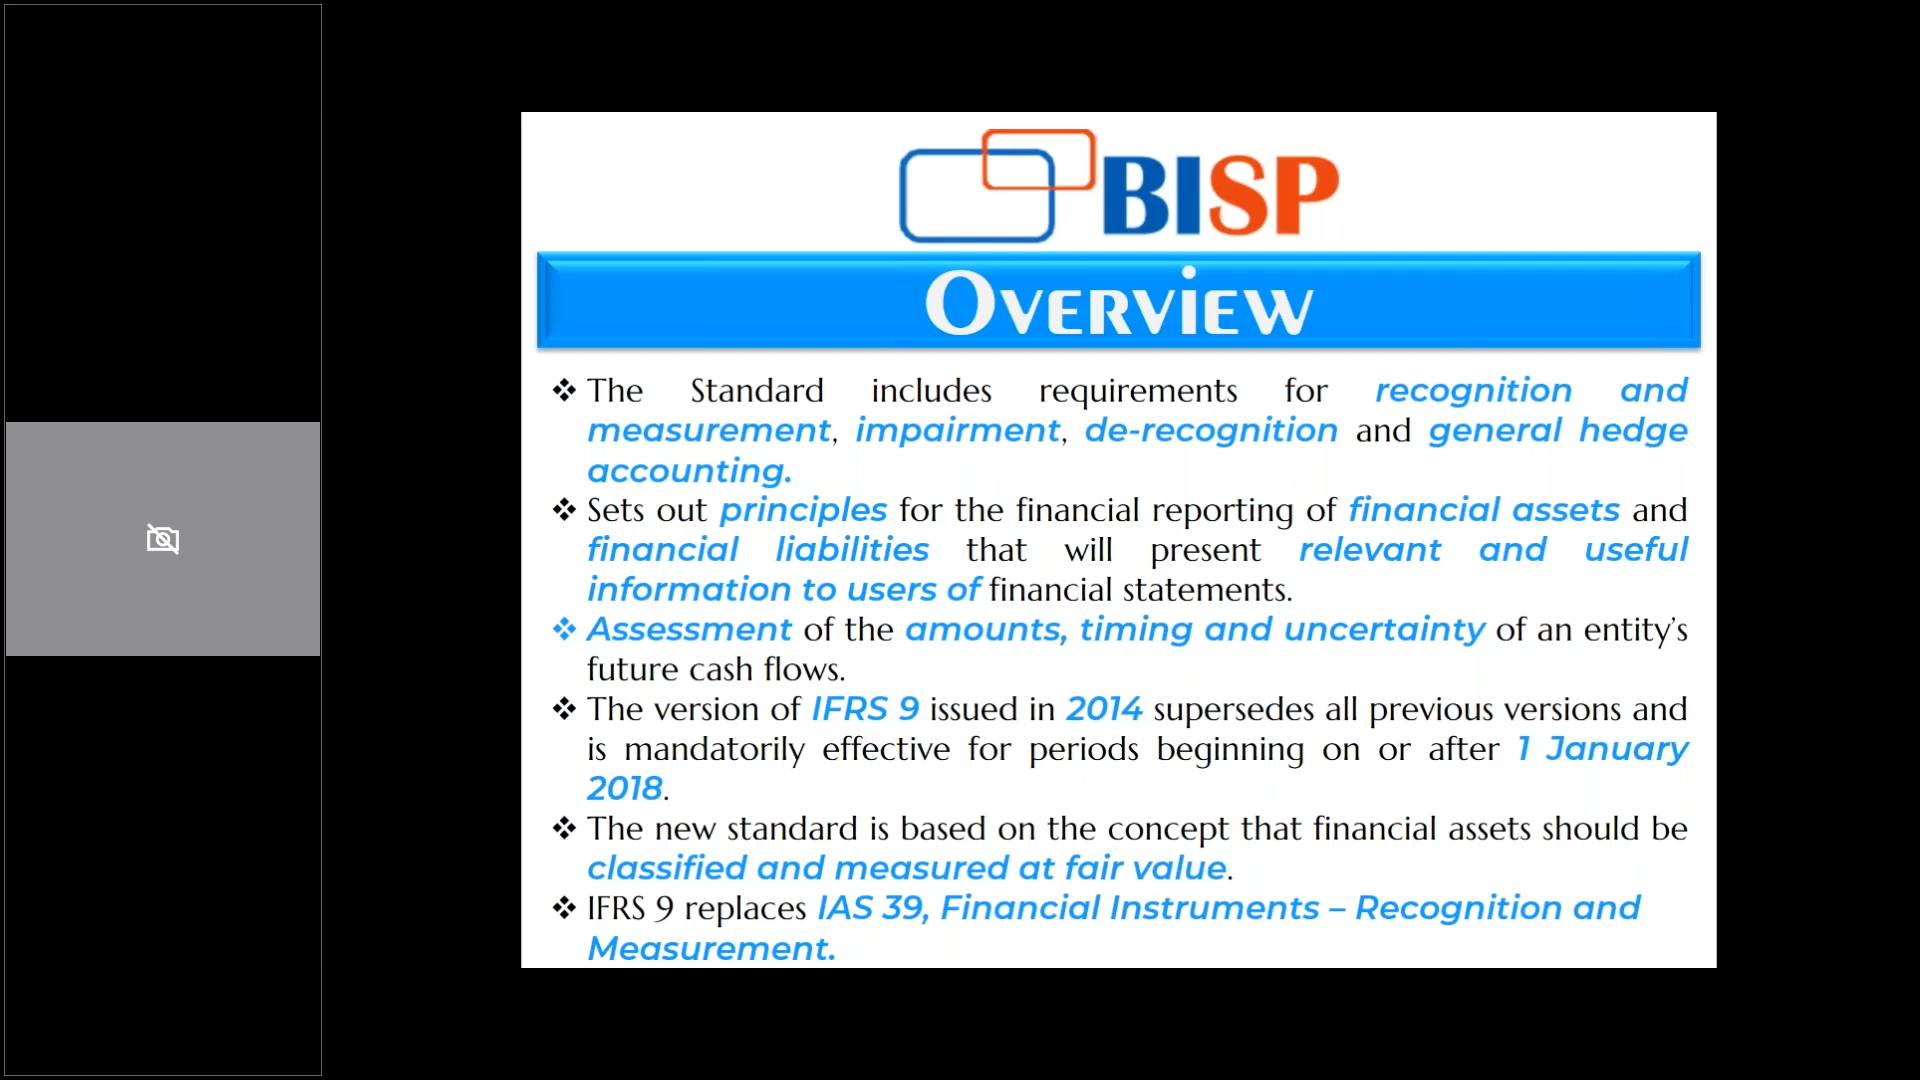 BISP
Overview
❖ The Standard includes requirements for recognition and
measurement, impairment, de-recognition and general hedge
accounting.
❖ Sets out principles for the financial reporting of financial assets and
financial liabilities that will present relevant and useful
information to users of financial statements.
❖ Assessment of the amounts, timing and uncertainty of an entity’s
future cash flows.
❖ The version of IFRS 9 issued in 2014 supersedes all previous versions and
is mandatorily effective for periods beginning on or after 1 January
2018.
❖ The new standard is based on the concept that financial assets should be
classified and measured at fair value.
❖ IFRS 9 replaces IAS 39, Financial Instruments – Recognition and
Measurement.